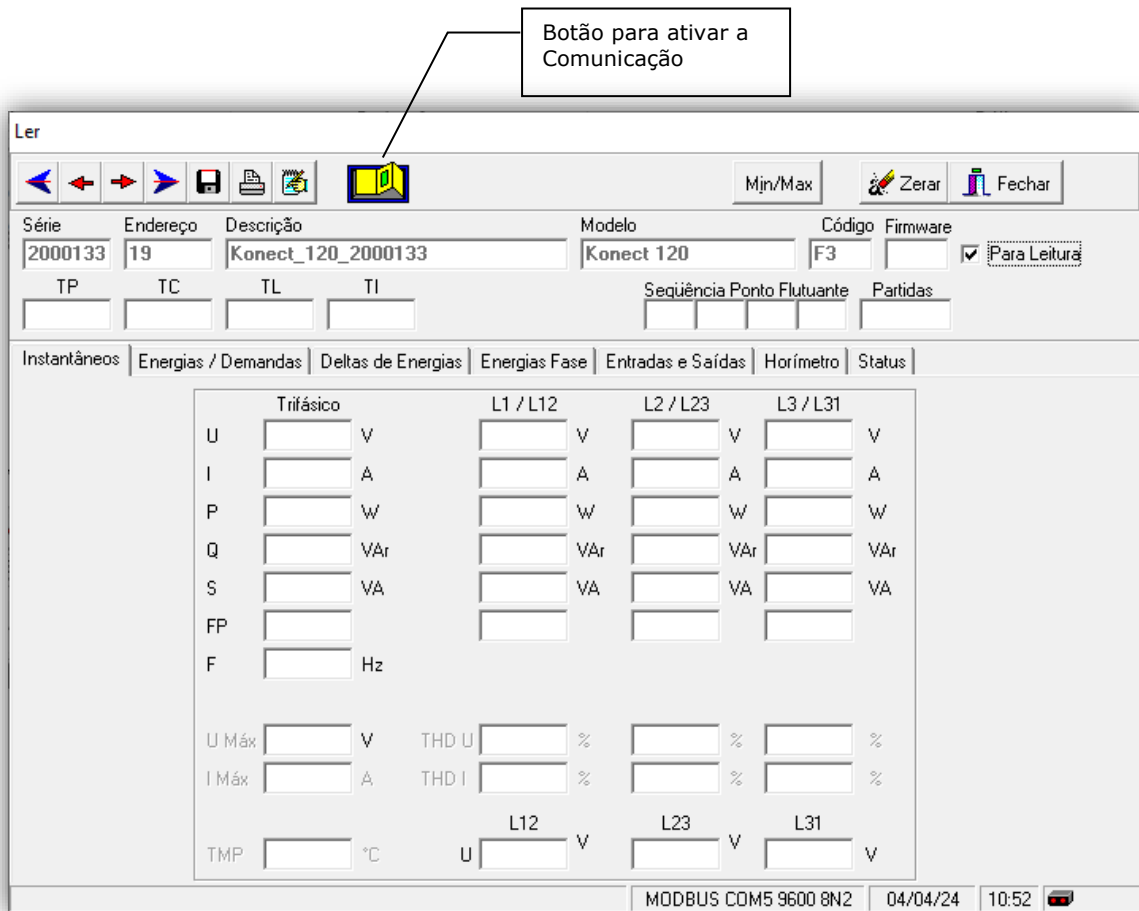 Botão para ativar a
Comunicação
Ler
Mjn/Max Zerar Fechar
Série Endereço Descrição Modelo Código Firmware
2000133 19 Konect_120_2000133 Konect 120 F3 Para Leitura
TP TC TL TI Seqüência Ponto Flutuante Partidas
Instantâneos Energias / Demandas Deltas de Energias Energias Fase Entradas e Saídas Horímetro Status
Trifásico L1 / L12 L2 / L23 L3 / L31
U V V V V
I A A A A
P W W W W
Q VAr VAr VAr VAr
S VA VA VA VA
FP
F Hz
U Máx V THD U % % %
I Máx A THD I % % %
L12 L23 L31
TMP °C U V V V
MODBUS COM5 9600 8N2 04/04/24 10:52